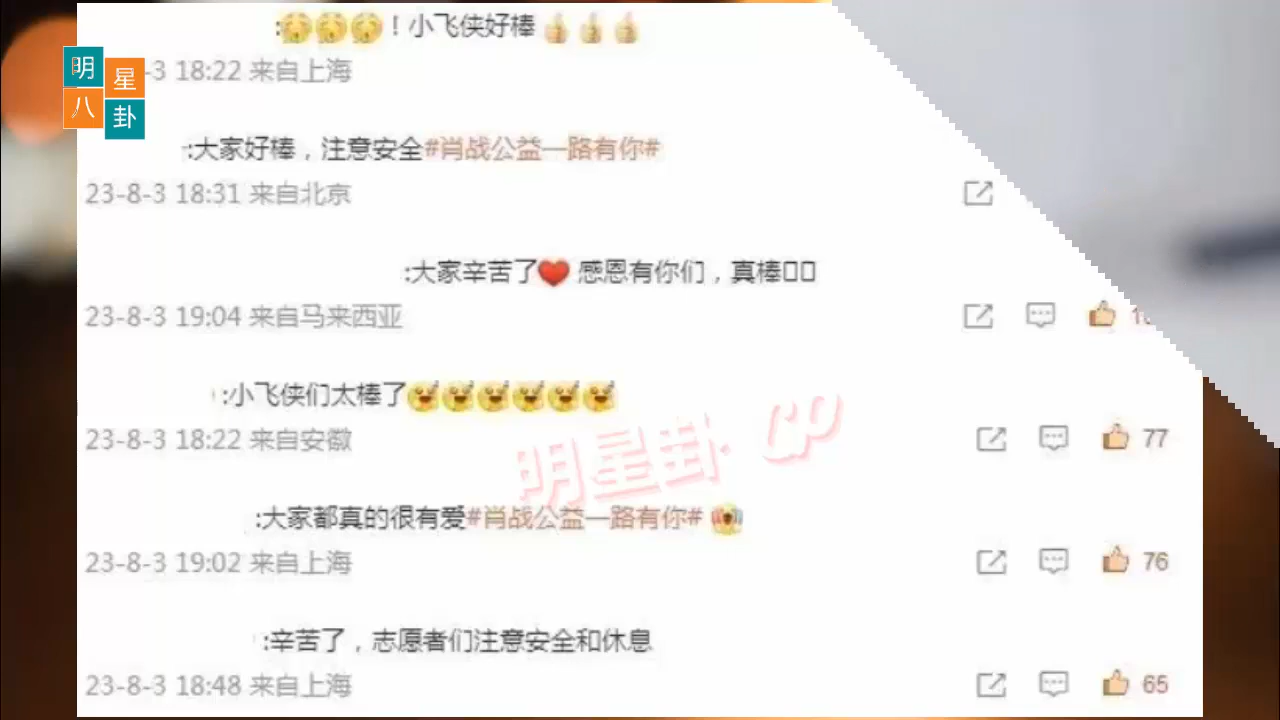 :😚😚😚！小飞侠好棒👍👍👍
明星
八卦
-3 18:22 来自上海
:大家好棒，注意安全#肖战公益一路有你#
23-8-3 18:31 来自北京
:大家辛苦了❤️ 感恩有你们，真棒□□
23-8-3 19:04 来自马来西亚
:小飞侠们太棒了
23-8-3 18:22 来自安徽
77
明星卦
:大家都真的很有爱#肖战公益一路有你#
23-8-3 19:02 来自上海
76
:辛苦了，志愿者们注意安全和休息
23-8-3 18:48 来自上海
65